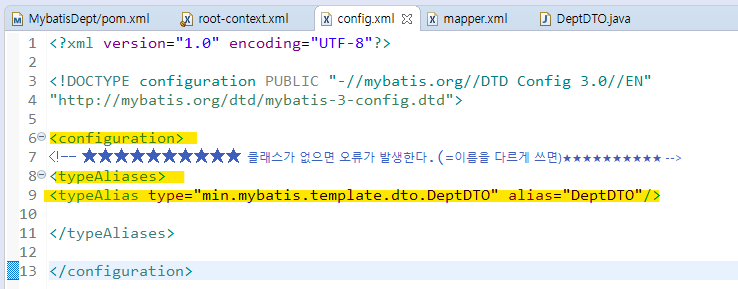 MybatisDept/pom.xml root-context.xml config.xml mapper.xml DeptDTO.java
1 <?xml version="1.0" encoding="UTF-8"?>
2
3 <!DOCTYPE configuration PUBLIC "-//mybatis.org//DTD Config 3.0//EN"
4 "http://mybatis.org/dtd/mybatis-3-config.dtd">
5
6 <configuration>
7 <!-- ★★★★★★★★★★ 클래스가 없으면 오류가 발생한다.(=이름을 다르게 쓰면)★★★★★★★★★★ -->
8 <typeAliases>
9 <typeAlias type="min.mybatis.template.dto.DeptDTO" alias="DeptDTO"/>
10
11 </typeAliases>
12
13 </configuration>